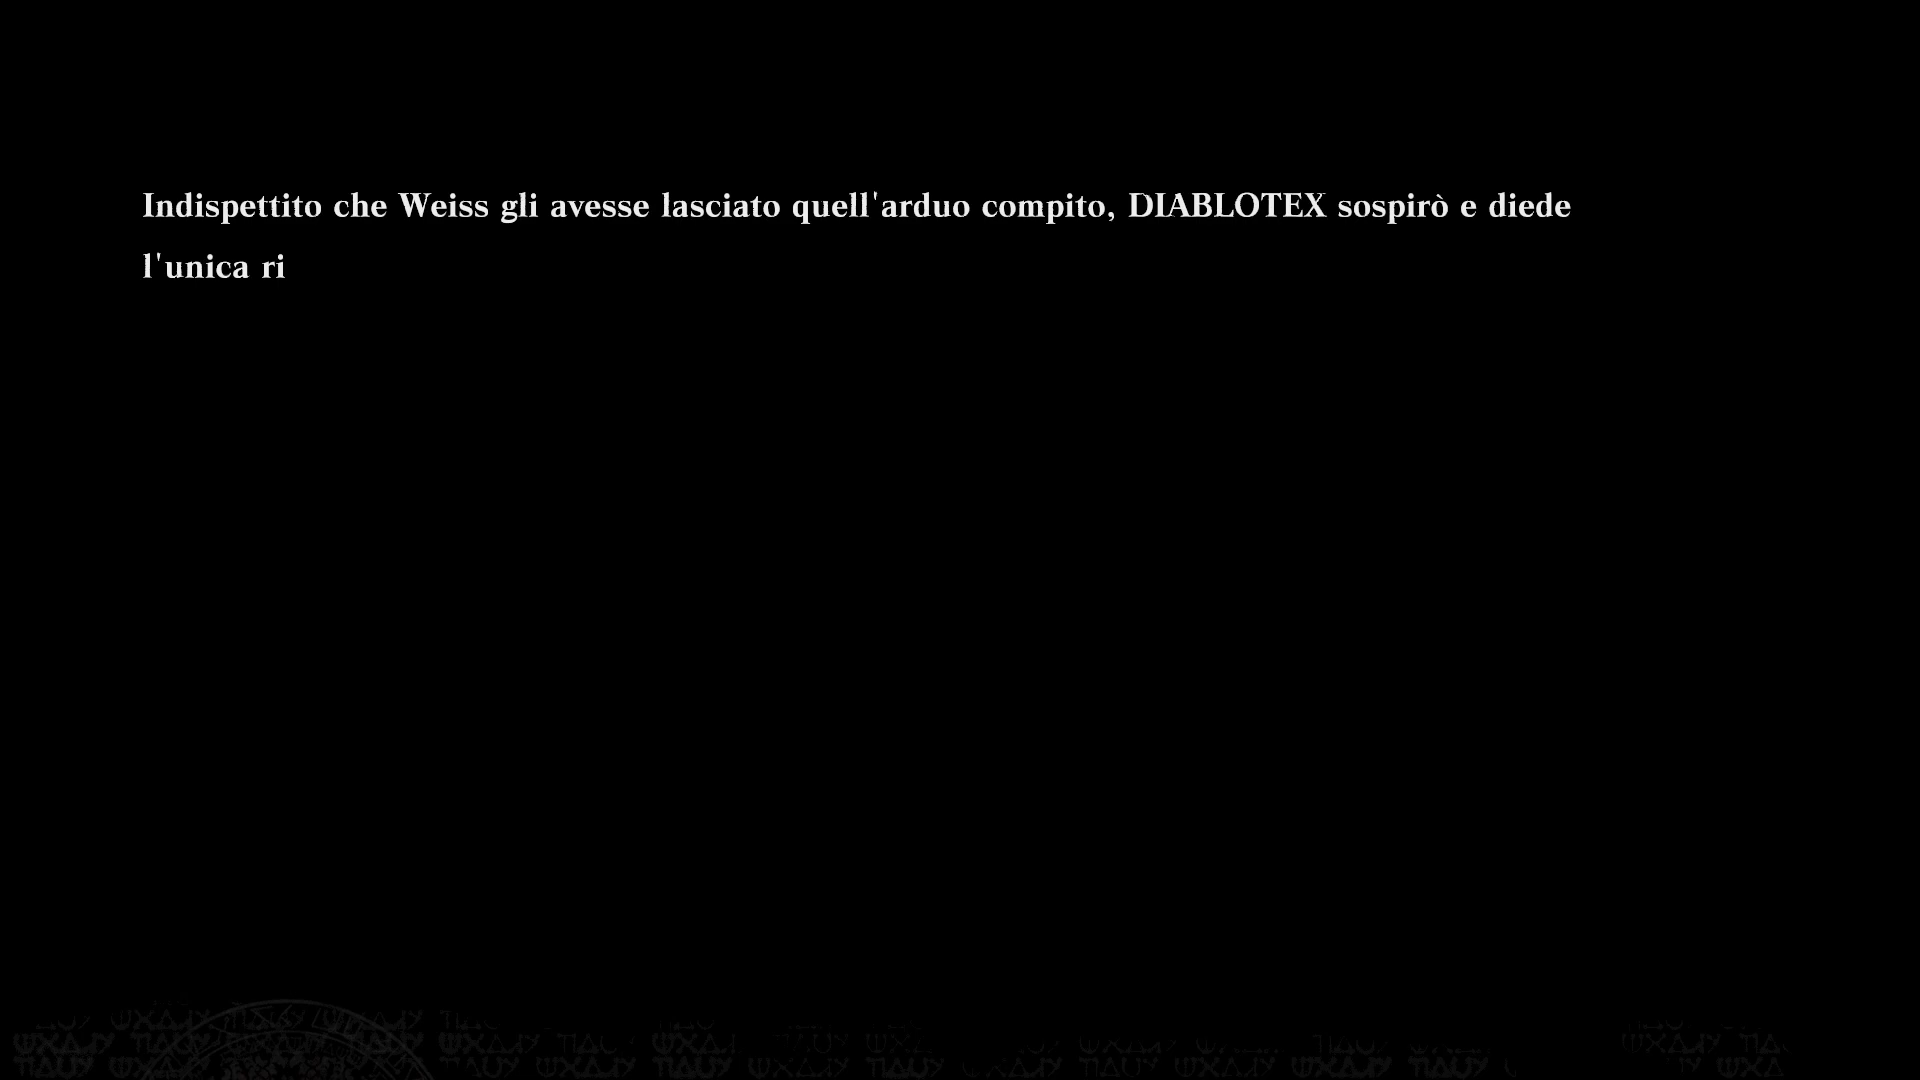 Indispettito che Weiss gli avesse lasciato quell'arduo compito, DIABLOTEX sospirò e diede
l'unica ri